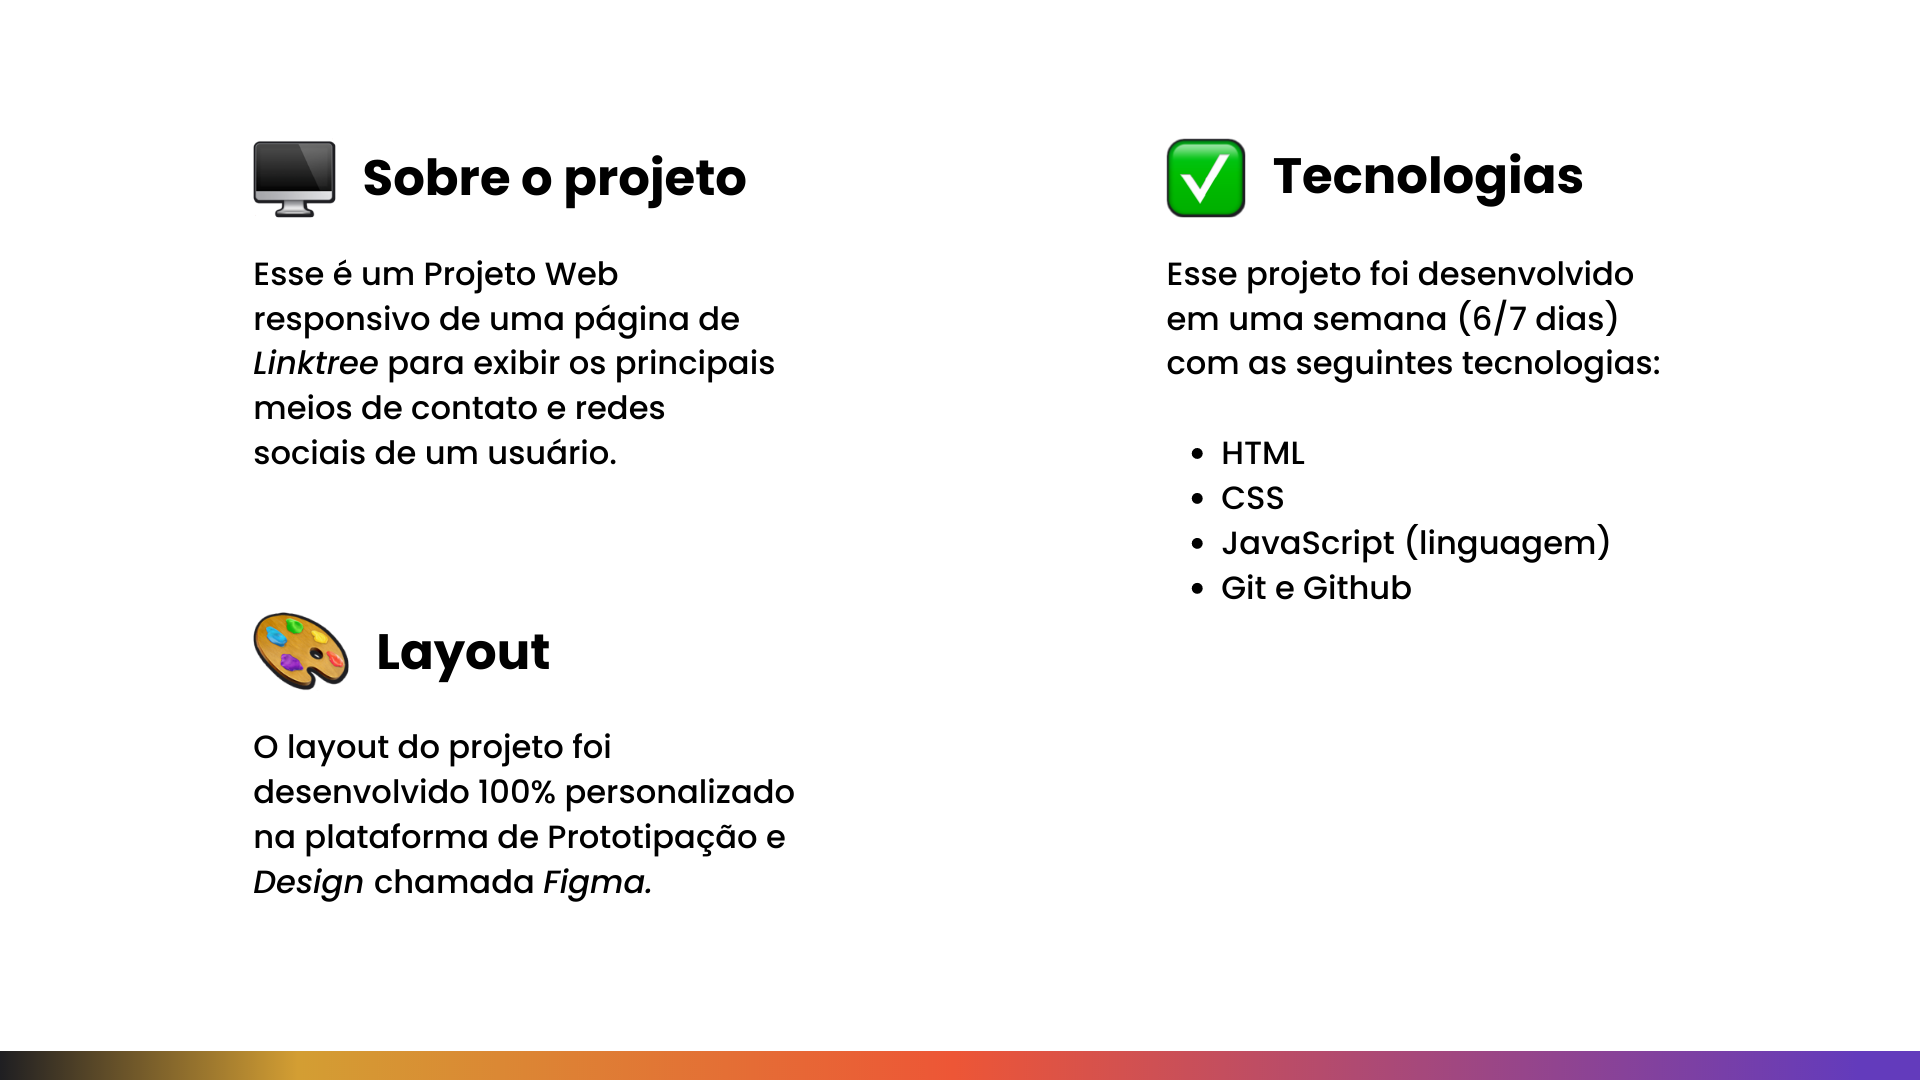 Sobre o projeto
Esse é um Projeto Web
responsivo de uma página de
Linktree para exibir os principais
meios de contato e redes
sociais de um usuário.
Layout
O layout do projeto foi
desenvolvido 100% personalizado
na plataforma de Prototipação e
Design chamada Figma.
Tecnologias
Esse projeto foi desenvolvido
em uma semana (6/7 dias)
com as seguintes tecnologias:
• HTML
• CSS
• JavaScript (linguagem)
• Git e Github